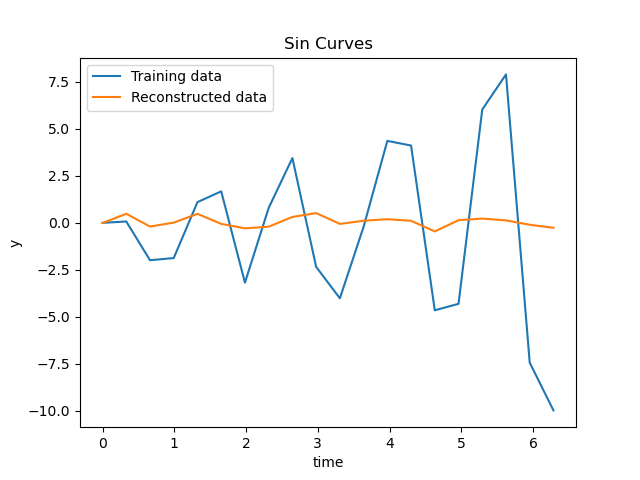 Sin Curves
Training data
Reconstructed data
7.5
5.0
2.5
0.0
−2.5
−5.0
−7.5
−10.0
y
0 1 2 3 4 5 6
time